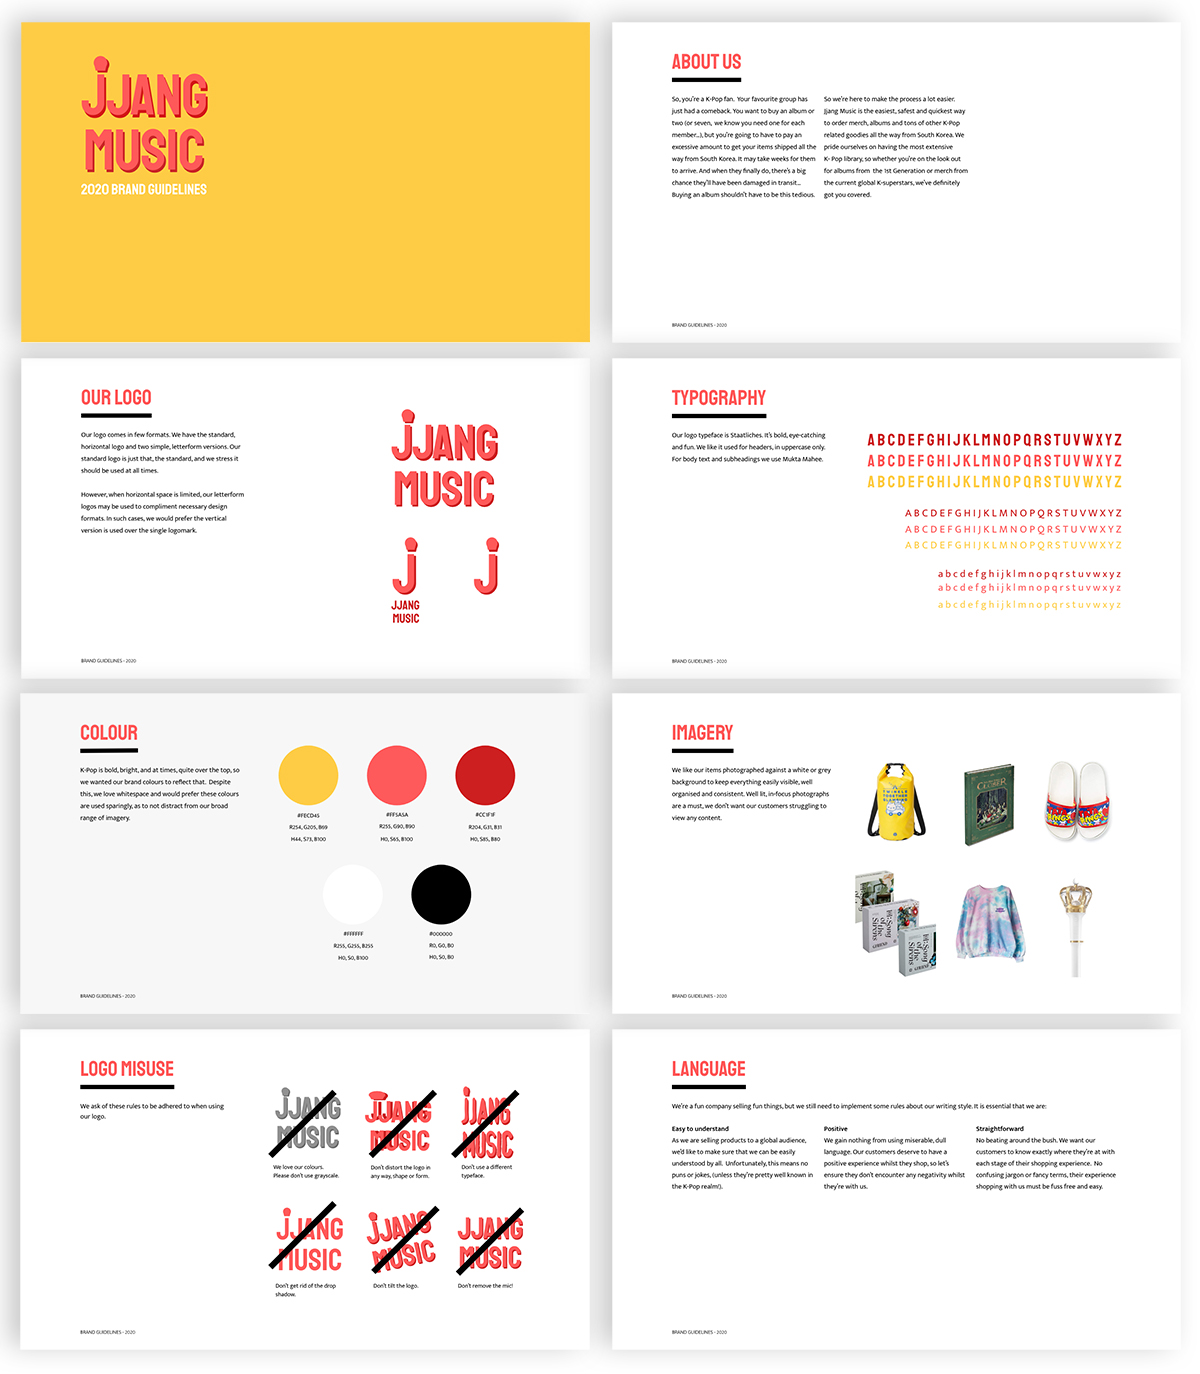 JJANG
MUSIC
2020 BRAND GUIDELINES
ABOUT US
So, you're a K-Pop fan. Your favourite group has
just had a comeback. You want to buy an album or
two (or seven, we know you need one for each
member...), but you're going to have to pay an
excessive amount to get your items shipped all the
way from South Korea. It may take weeks for them
to arrive. And when they finally do, there's a big
chance they'll have been damaged in transit...
Buying an album shouldn't have to be this tedious.
So we're here to make the process a lot easier.
Jjang Music is the easiest, safest and quickest way
to order merch, albums and tons of other K-Pop
related goodies all the way from South Korea. We
pride ourselves on having the most extensive
K-Pop library, so whether you're on the look out
for albums from the 1st Generation or merch from
the current global K-superstars, we've definitely
got you covered.
BRAND GUIDELINES - 2020
OUR LOGO
Our logo comes in few formats. We have the standard,
horizontal logo and two simple, letterform versions. Our
standard logo is just that, the standard, and we stress it
should be used at all times.
However, when horizontal space is limited, our letterform
logos may be used to compliment necessary design
formats. In such cases, we would prefer the vertical
version is used over the single logomark.
JJANG
MUSIC
J
JJANG
MUSIC
J
BRAND GUIDELINES - 2020
TYPOGRAPHY
Our logo typeface is Staatliches. It's bold, eye-catching
and fun. We like it used for headers, in uppercase only.
For body text and subheadings we use Mukta Mahee.
ABCDEFGHIJKLMNOPQRSTUVWXYZ
ABCDEFGHIJKLMNOPQRSTUVWXYZ
ABCDEFGHIJKLMNOPQRSTUVWXYZ
ABCDEFGHIJKLMNOPQRSTUVWXYZ
ABCDEFGHIJKLMNOPQRSTUVWXYZ
ABCDEFGHIJKLMNOPQRSTUVWXYZ
abcdefghijklmnopqrstuvwxyz
abcdefghijklmnopqrstuvwxyz
abcdefghijklmnopqrstuvwxyz
BRAND GUIDELINES - 2020
COLOUR
K-Pop is bold, bright, and at times, quite over the top, so
we wanted our brand colours to reflect that. Despite
this, we love whitespace and would prefer these colours
are used sparingly, as to not distract from our broad
range of imagery.
#FECD45
R254, G205, B69
H44, S73, B100
#FF5A5A
R255, G90, B90
H0, S65, B100
#CC1F1F
R204, G31, B31
H0, S85, B80
#FFFFFF
R255, G255, B255
H0, S0, B100
#000000
R0, G0, B0
H0, S0, B0
BRAND GUIDELINES - 2020
IMAGERY
We like our items photographed against a white or grey
background to keep everything easily visible, well
organised and consistent. Well lit, in-focus photographs
are a must, we don't want our customers struggling to
view any content.
BRAND GUIDELINES - 2020
LOGO MISUSE
We ask of these rules to be adhered to when using
our logo.
JJANG
MUSIC
We love our colours.
Please don't use grayscale.
JJANG
MUSIC
Don't distort the logo in
any way, shape or form.
JJANG
MUSIC
Don't use a different
typeface.
JJANG
MUSIC
Don't get rid of the drop
shadow.
JJANG
MUSIC
Don't tilt the logo.
JJANG
MUSIC
Don't remove the mic!
BRAND GUIDELINES - 2020
LANGUAGE
We're a fun company selling fun things, but we still need to implement some rules about our writing style. It is essential that we are:
Easy to understand
As we are selling products to a global audience,
we'd like to make sure that we can be easily
understood by all. Unfortunately, this means no
puns or jokes, (unless they're pretty well known in
the K-Pop realm!).
Positive
We gain nothing from using miserable, dull
language. Our customers deserve to have a
positive experience whilst they shop, so let's
ensure they don't encounter any negativity whilst
they're with us.
Straightforward
No beating around the bush. We want our
customers to know exactly where they're at with
each stage of their shopping experience. No
confusing jargon or fancy terms, their experience
shopping with us must be fuss free and easy.
BRAND GUIDELINES - 2020